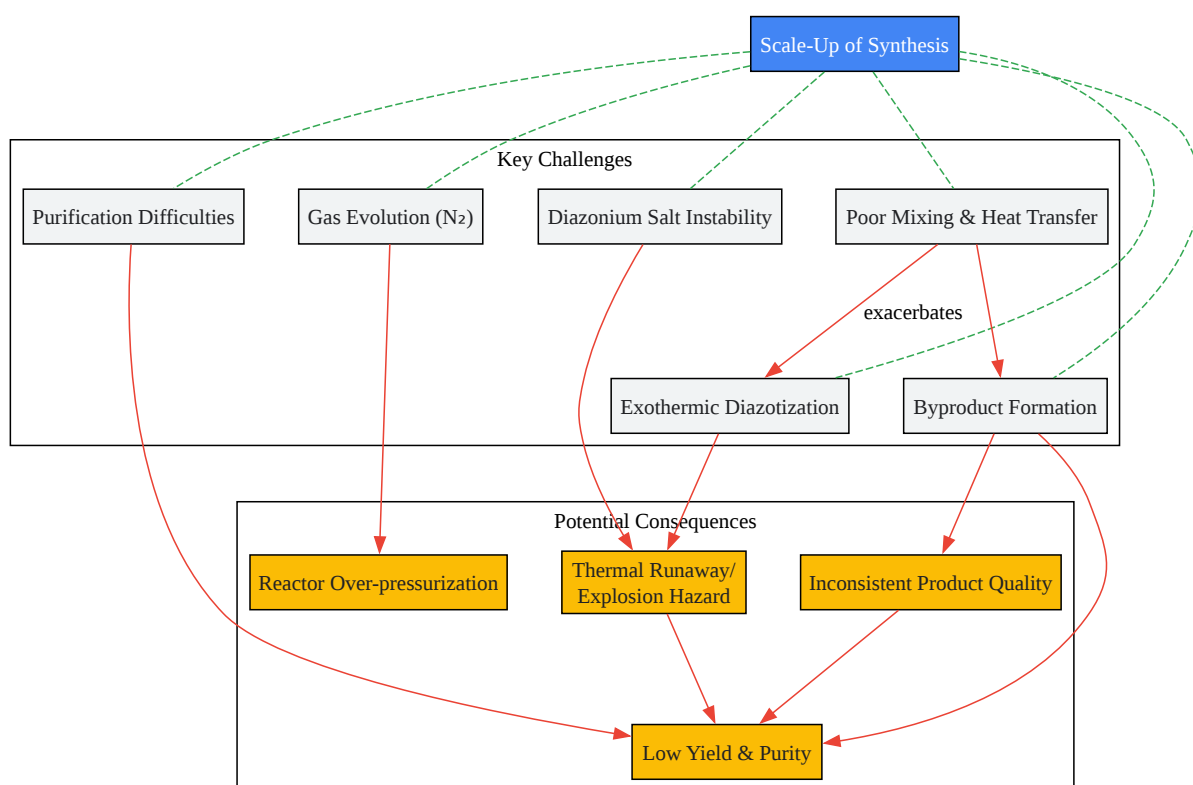 Scale-Up of Synthesis
Key Challenges
Purification Difficulties
Gas Evolution (N₂)
Diazonium Salt Instability
Poor Mixing & Heat Transfer
exacerbates
Exothermic Diazotization
Byproduct Formation
Potential Consequences
Reactor Over-pressurization
Thermal Runaway/
Explosion Hazard
Inconsistent Product Quality
Low Yield & Purity